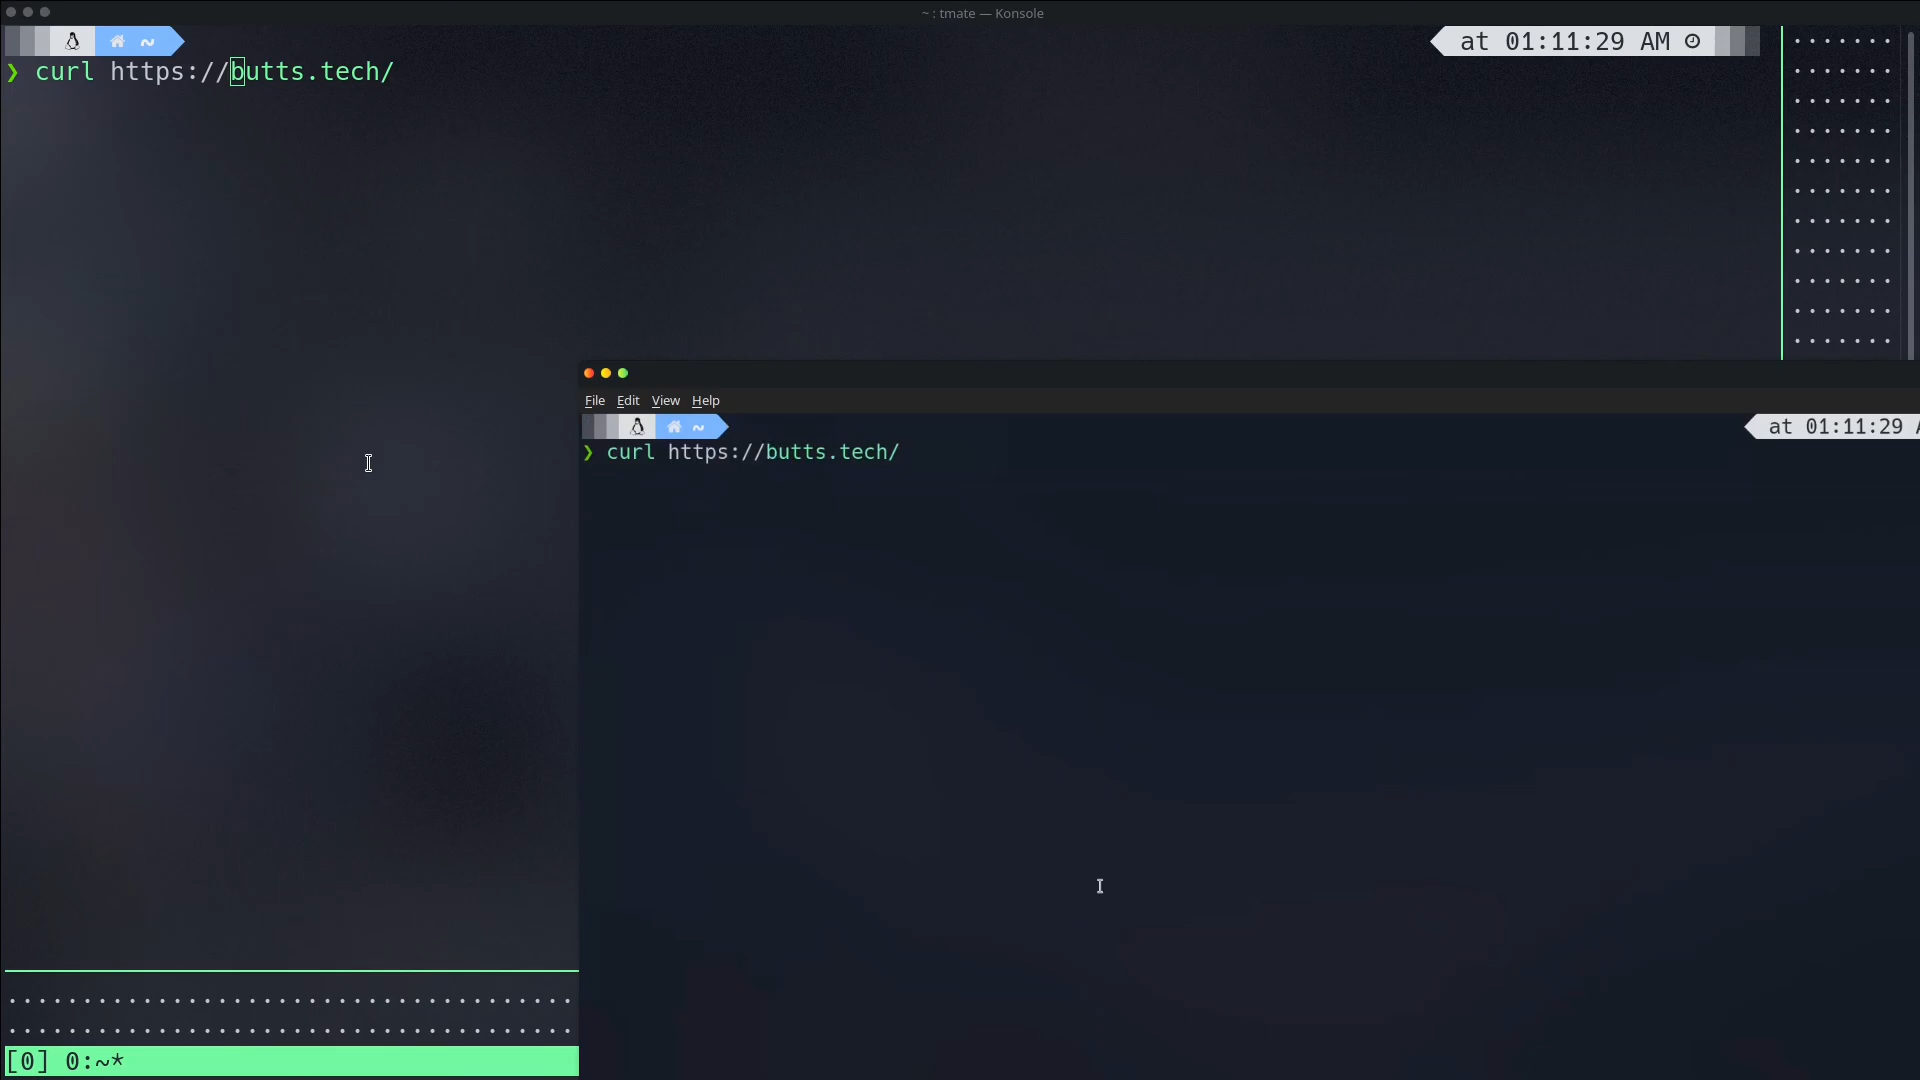 ~ : tmate — Konsole
~
at 01:11:29 AM
❯ curl https://butts.tech/
File Edit View Help
~
at 01:11:29 A
❯ curl https://butts.tech/
[0] 0:~*